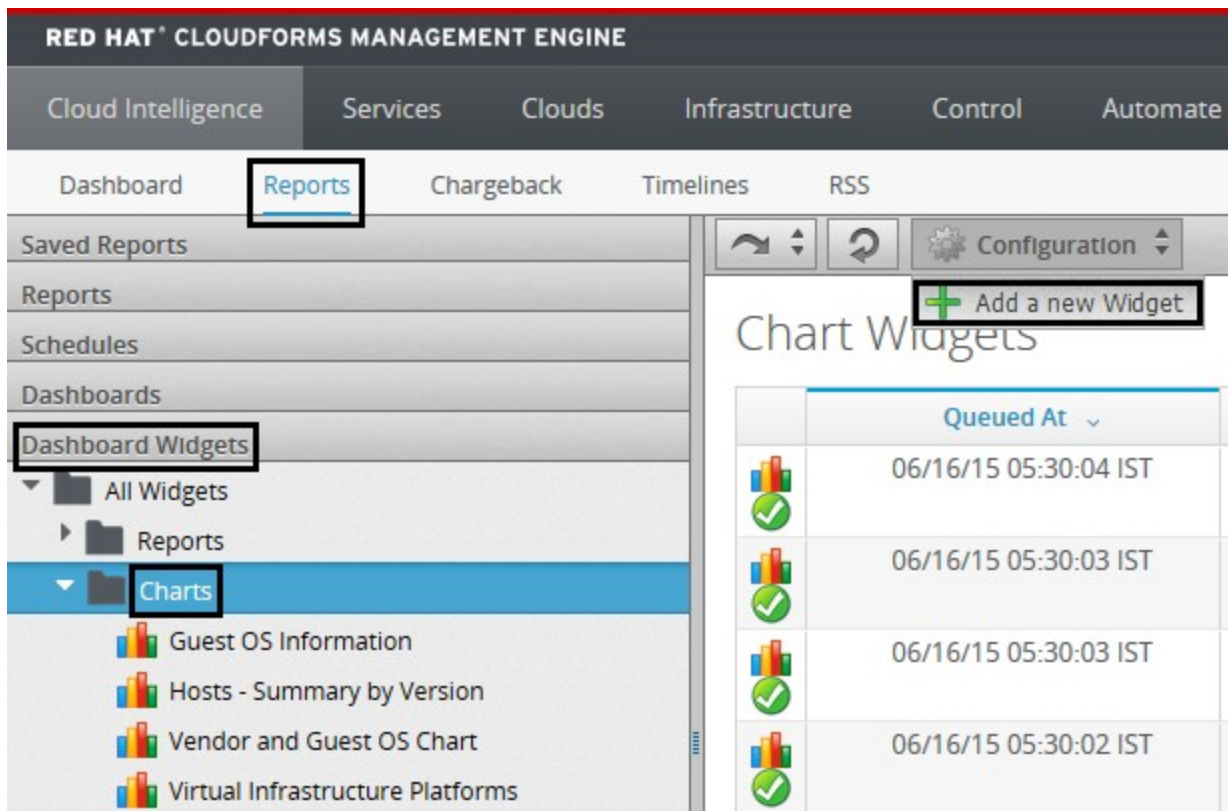 RED HAT® CLOUDFORMS MANAGEMENT ENGINE
Cloud Intelligence Services Clouds Infrastructure Control Automate
Dashboard Reports Chargeback Timelines RSS
Saved Reports
Reports
Schedules
Dashboards
Dashboard Widgets
All Widgets
Reports
Charts
Guest OS Information
Hosts - Summary by Version
Vendor and Guest OS Chart
Virtual Infrastructure Platforms
Configuration
Add a new Widget
Chart Widgets
Queued At
06/16/15 05:30:04 IST
06/16/15 05:30:03 IST
06/16/15 05:30:03 IST
06/16/15 05:30:02 IST